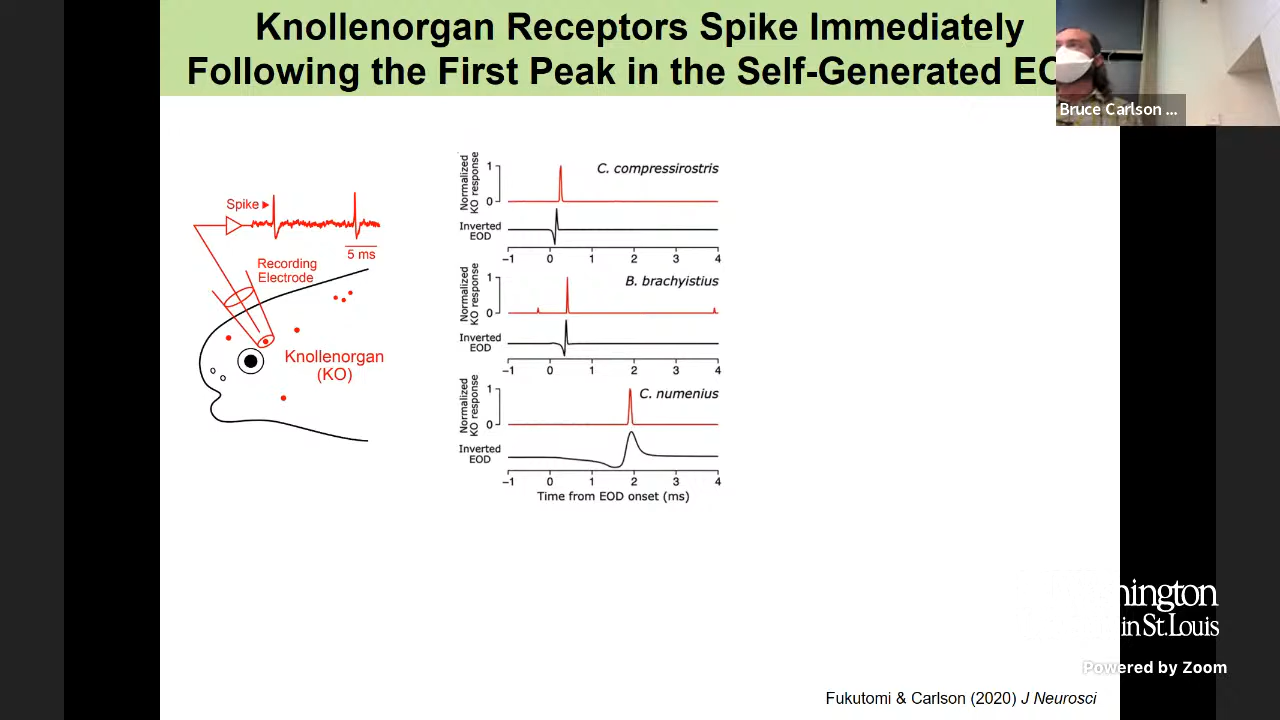 Knollenorgan Receptors Spike Immediately
Following the First Peak in the Self-Generated
Bruce Carlson ...
Spike
5 ms
Recording
Electrode
Knollenorgan
(KO)
Normalized
KO response
1
0
C. compressirostris
Inverted
EOD
−1 0 1 2 3 4
Normalized
KO response
1
0
B. brachyistius
Inverted
EOD
−1 0 1 2 3 4
Normalized
KO response
1
0
C. numenius
Inverted
EOD
−1 0 1 2 3 4
Time from EOD onset (ms)
in St. Louis
Powered by Zoom
Fukutomi & Carlson (2020) J Neurosci